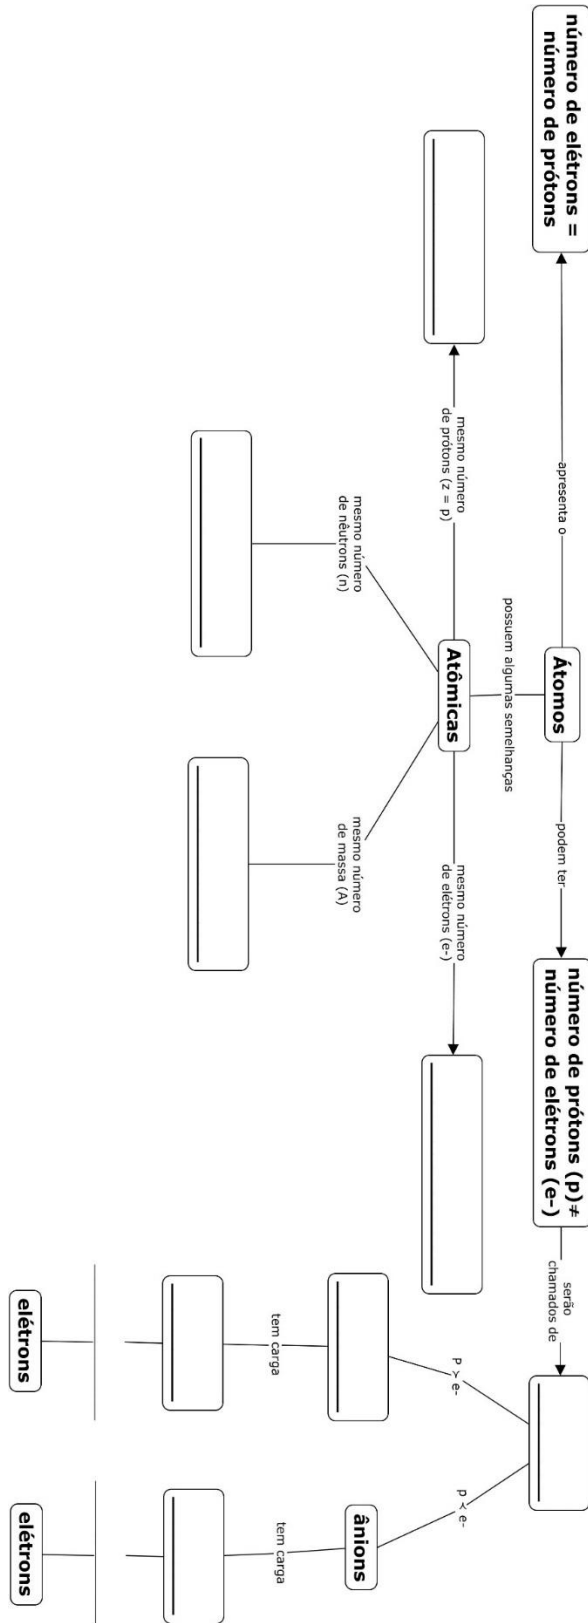 número de elétrons =
número de prótons
apresenta o
Átomos
podem ter
número de prótons (p)≠
número de elétrons (e-)
serão
chamados de
possuem algumas semelhanças
Atômicas
mesmo número
de prótons (z = p)
mesmo número
de elétrons (e-)
mesmo número
de nêutrons (n)
mesmo número
de massa (A)
P > e-
p < e-
ânions
tem carga
tem carga
elétrons
elétrons